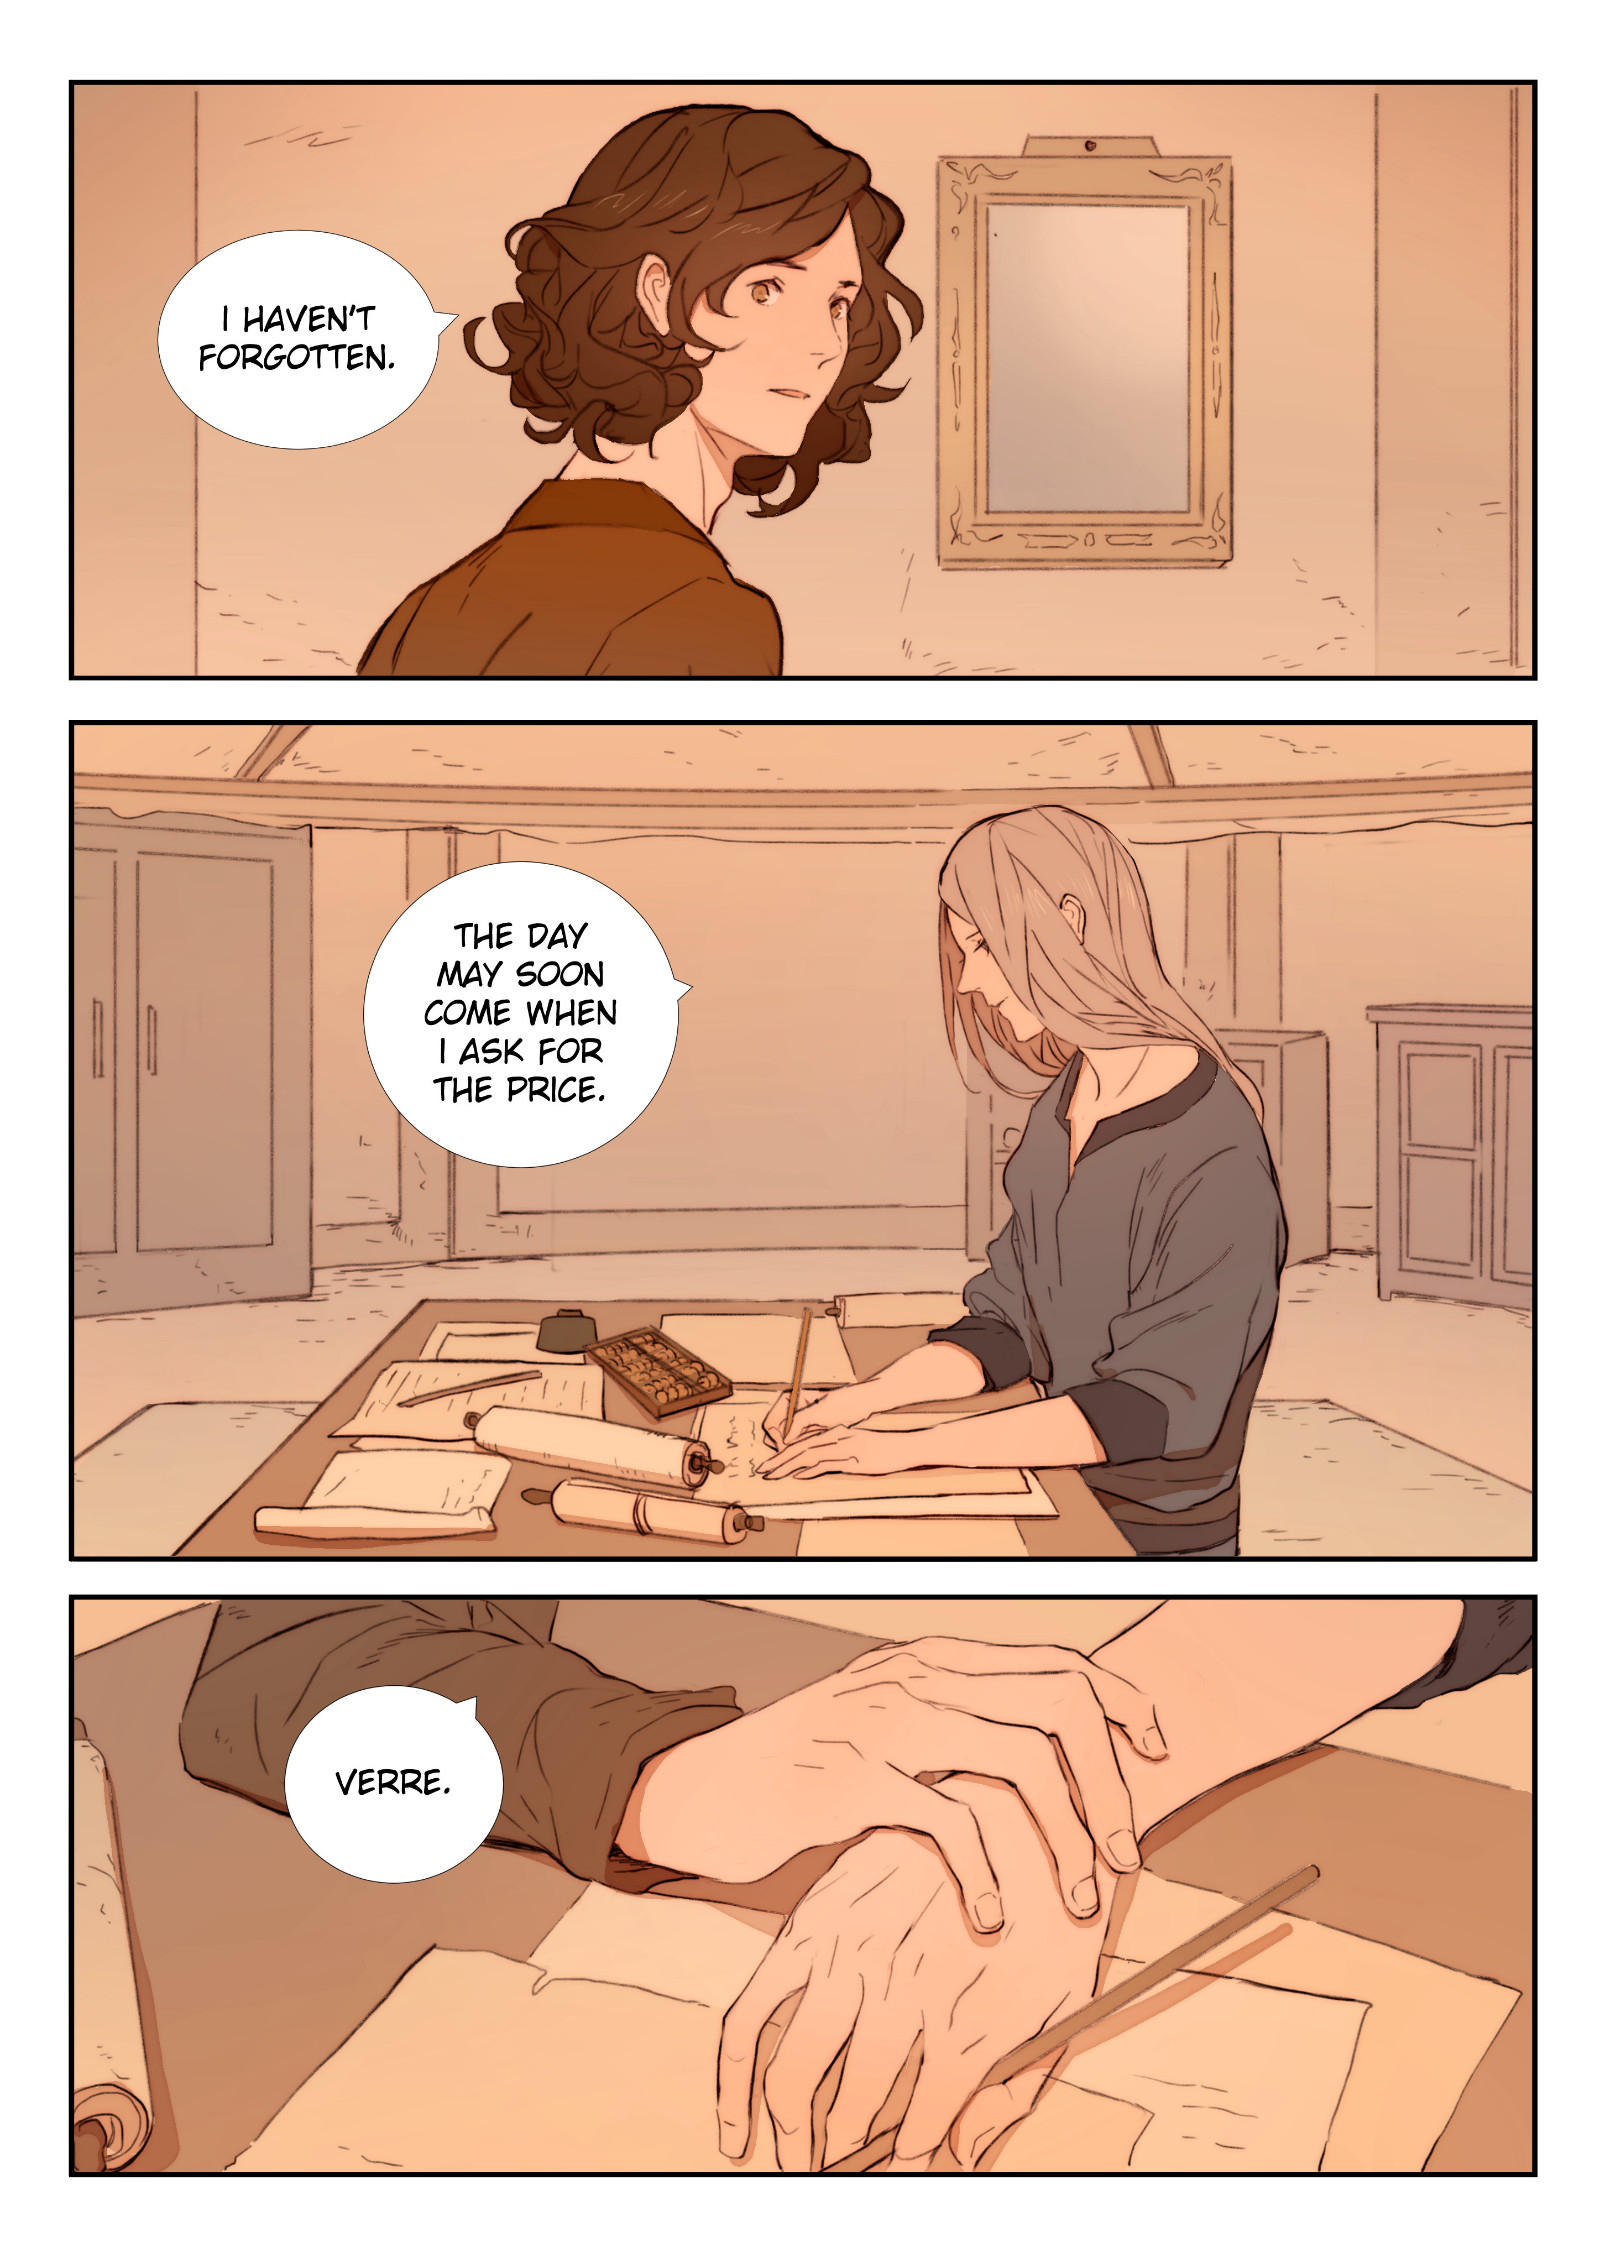 I HAVEN'T
FORGOTTEN.
THE DAY
MAY SOON
COME WHEN
I ASK FOR
THE PRICE.
VERRE.